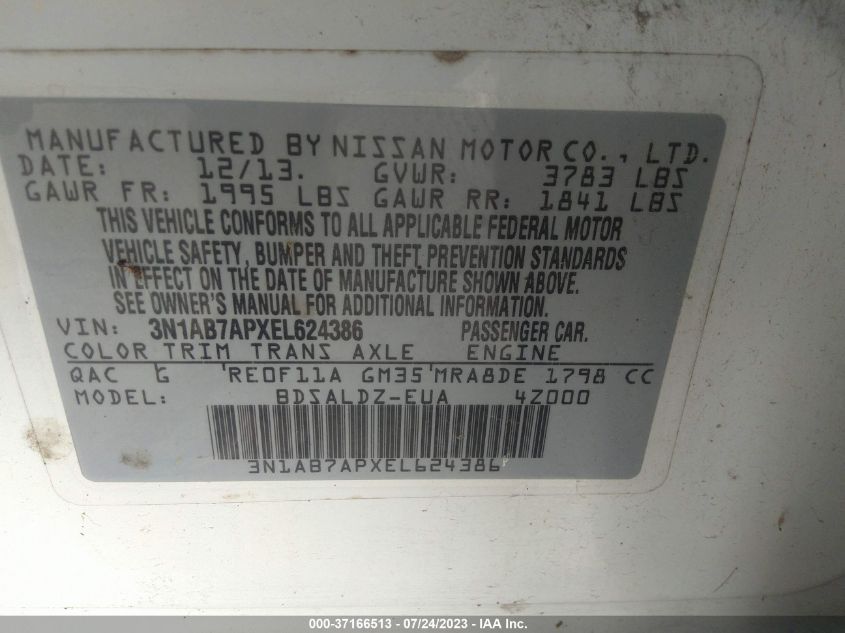 MANUFACTURED BY NISSAN MOTOR CO., LTD.
DATE: 12/13. GVWR: 3783 LBS
GAWR FR: 1995 LBS GAWR RR: 1841 LBS
THIS VEHICLE CONFORMS TO ALL APPLICABLE FEDERAL MOTOR
VEHICLE SAFETY, BUMPER AND THEFT PREVENTION STANDARDS
IN EFFECT ON THE DATE OF MANUFACTURE SHOWN ABOVE.
SEE OWNER'S MANUAL FOR ADDITIONAL INFORMATION.
VIN: 3N1AB7APXEL624386 PASSENGER CAR.
COLOR TRIM TRANS AXLE ENGINE
QAC G RE0F11A GM35 MRA8DE 1798 CC
MODEL: BDSALDZ-EUA 4Z000
3N1AB7APXEL624386
000-37166513 - 07/24/2023 - IAA Inc.